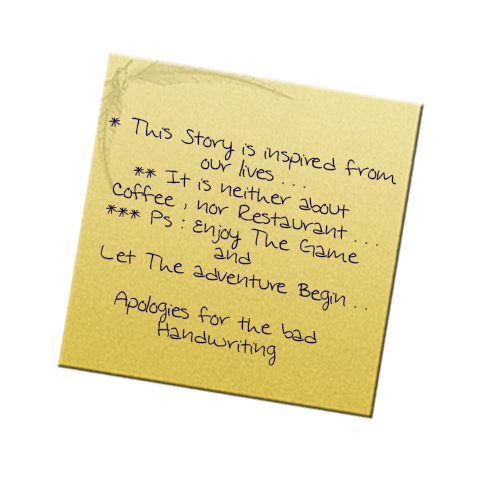 * This Story is inspired from
our lives . . .
** It is neither about
Coffee , nor Restaurant . . .
*** Ps : Enjoy The Game
and
Let The adventure Begin . .
Apologies for the bad
Handwriting